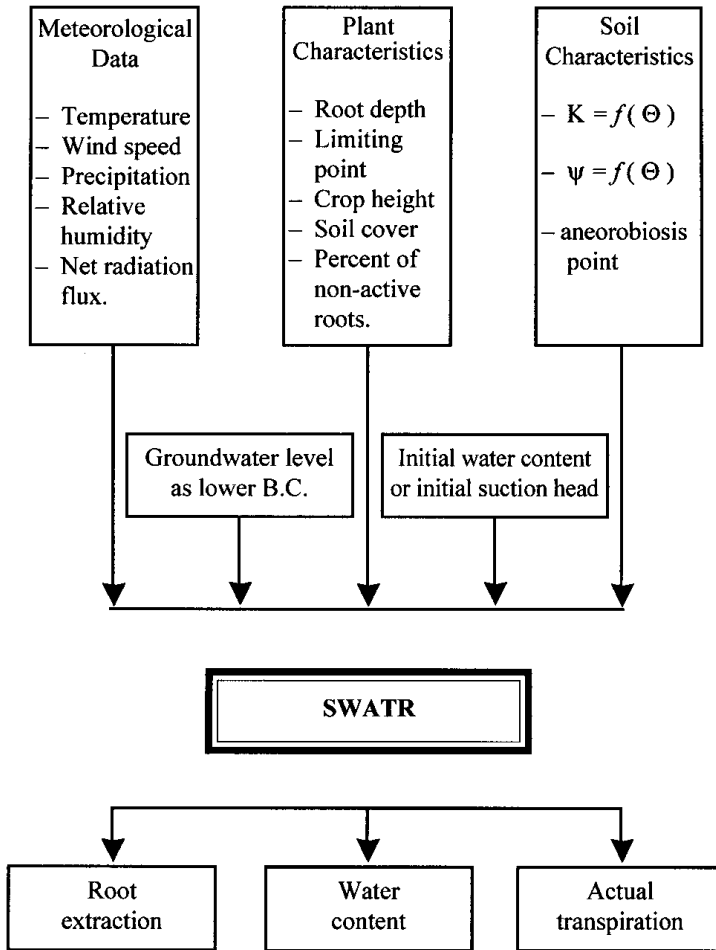 Meteorological
Data
– Temperature
– Wind speed
– Precipitation
– Relative
humidity
– Net radiation
flux.
Plant
Characteristics
– Root depth
– Limiting
point
– Crop height
– Soil cover
– Percent of
non-active
roots.
Soil
Characteristics
– K = f ( Θ )
– ψ = f ( Θ )
– aneorobiosis
point
Groundwater level
as lower B.C.
Initial water content
or initial suction head
SWATR
Root
extraction
Water
content
Actual
transpiration